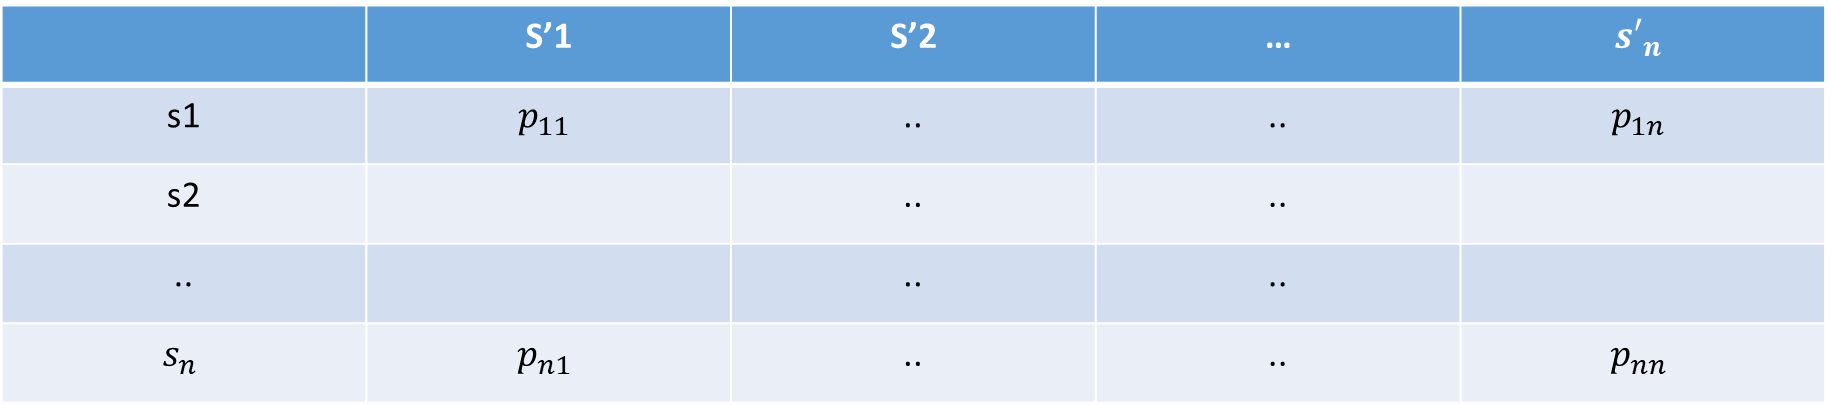 S’1 S’2 ... s′ₙ
s1 p₁₁ .. .. p₁ₙ
s2 .. ..
.. .. ..
sₙ pₙ₁ .. .. pₙₙ